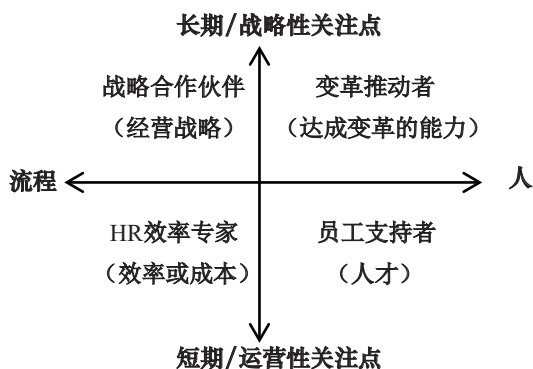 长期/战略性关注点
战略合作伙伴
（经营战略）
变革推动者
（达成变革的能力）
流程
人
HR效率专家
（效率或成本）
员工支持者
（人才）
短期/运营性关注点